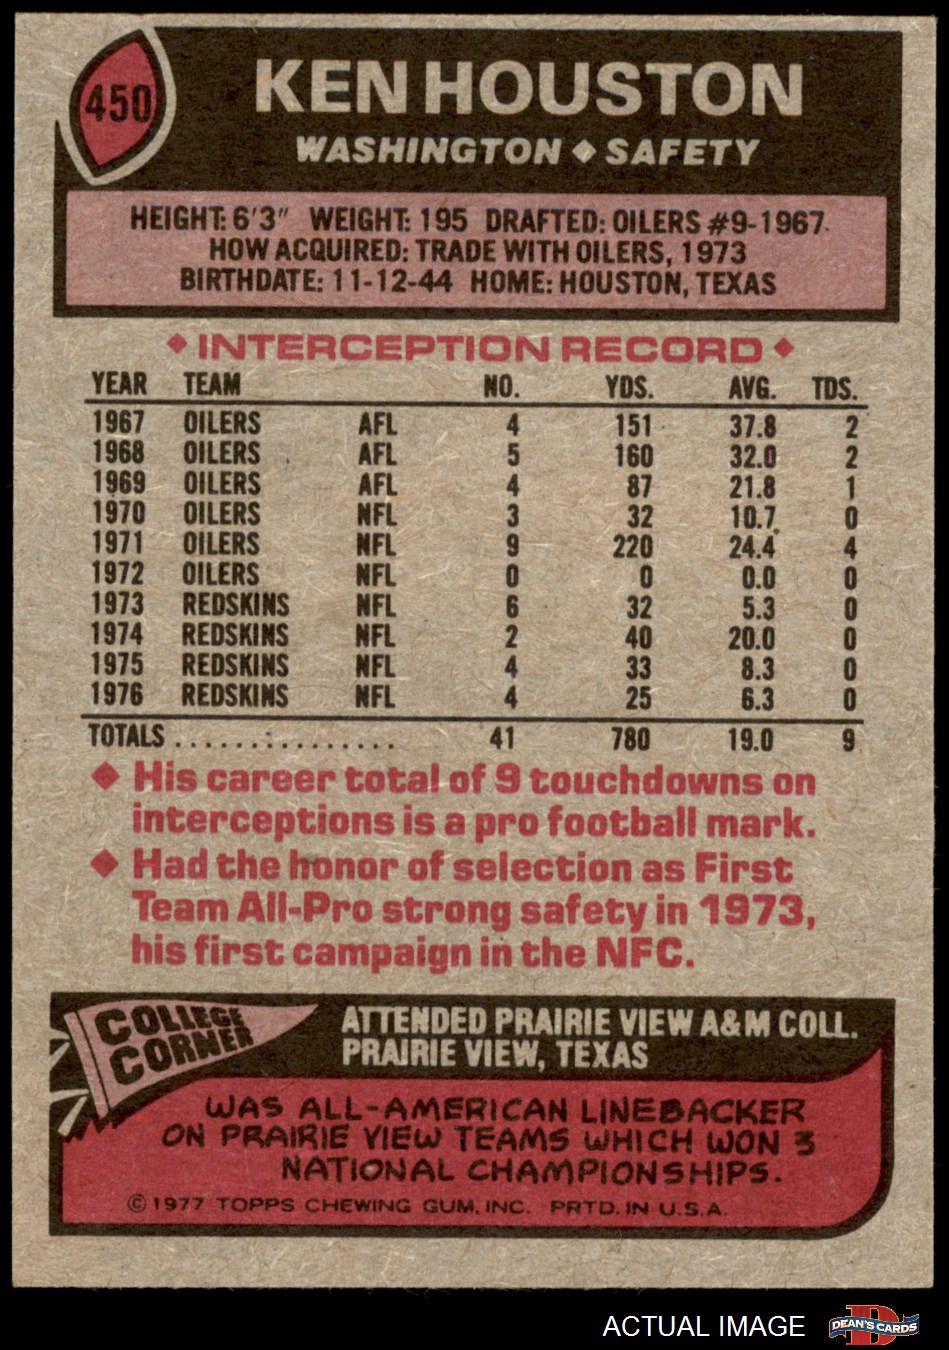 450
KEN HOUSTON
WASHINGTON ◆ SAFETY
HEIGHT: 6'3" WEIGHT: 195 DRAFTED: OILERS #9-1967
HOW ACQUIRED: TRADE WITH OILERS, 1973
BIRTHDATE: 11-12-44 HOME: HOUSTON, TEXAS
◆ INTERCEPTION RECORD ◆
YEAR TEAM NO. YDS. AVG. TDS.
1967 OILERS AFL 4 151 37.8 2
1968 OILERS AFL 5 160 32.0 2
1969 OILERS AFL 4 87 21.8 1
1970 OILERS NFL 3 32 10.7 0
1971 OILERS NFL 9 220 24.4 4
1972 OILERS NFL 0 0 0.0 0
1973 REDSKINS NFL 6 32 5.3 0
1974 REDSKINS NFL 2 40 20.0 0
1975 REDSKINS NFL 4 33 8.3 0
1976 REDSKINS NFL 4 25 6.3 0
TOTALS ............... 41 780 19.0 9
◆ His career total of 9 touchdowns on
interceptions is a pro football mark.
◆ Had the honor of selection as First
Team All-Pro strong safety in 1973,
his first campaign in the NFC.
COLLEGE
CORNER
ATTENDED PRAIRIE VIEW A&M COLL.
PRAIRIE VIEW, TEXAS
WAS ALL-AMERICAN LINEBACKER
ON PRAIRIE VIEW TEAMS WHICH WON 3
NATIONAL CHAMPIONSHIPS.
© 1977 TOPPS CHEWING GUM, INC. PRTD. IN U.S.A.
ACTUAL IMAGE
D
DEAN'S CARDS